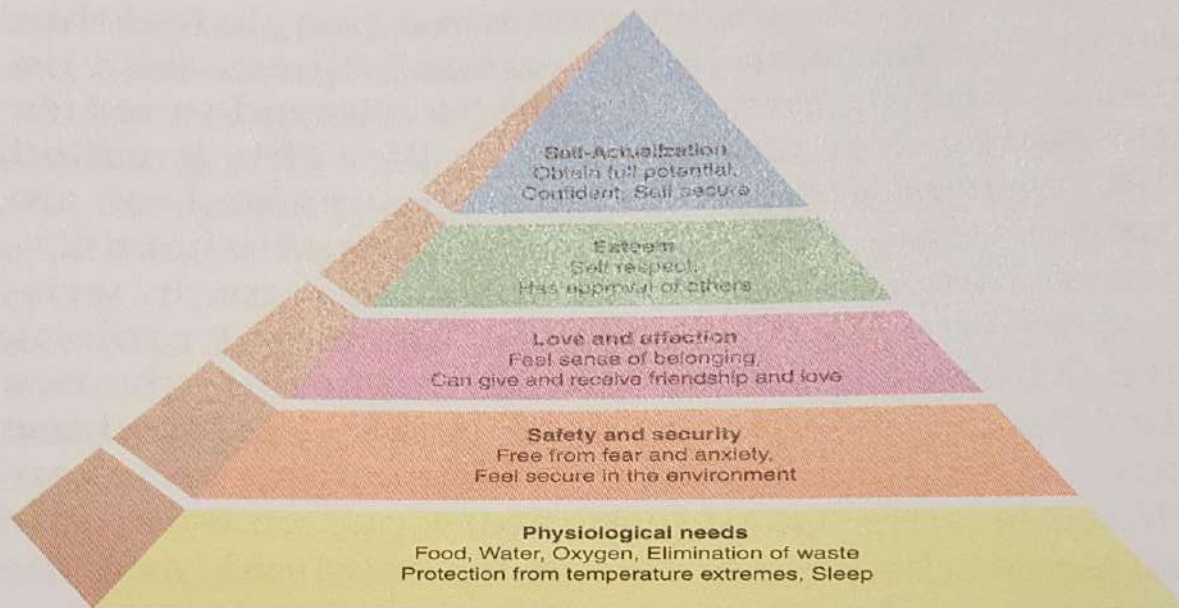 Self-Actualization
Obtain full potential,
Confident, Self secure
Esteem
Self respect,
Has approval of others
Love and affection
Feel sense of belonging,
Can give and receive friendship and love
Safety and security
Free from fear and anxiety,
Feel secure in the environment
Physiological needs
Food, Water, Oxygen, Elimination of waste
Protection from temperature extremes, Sleep